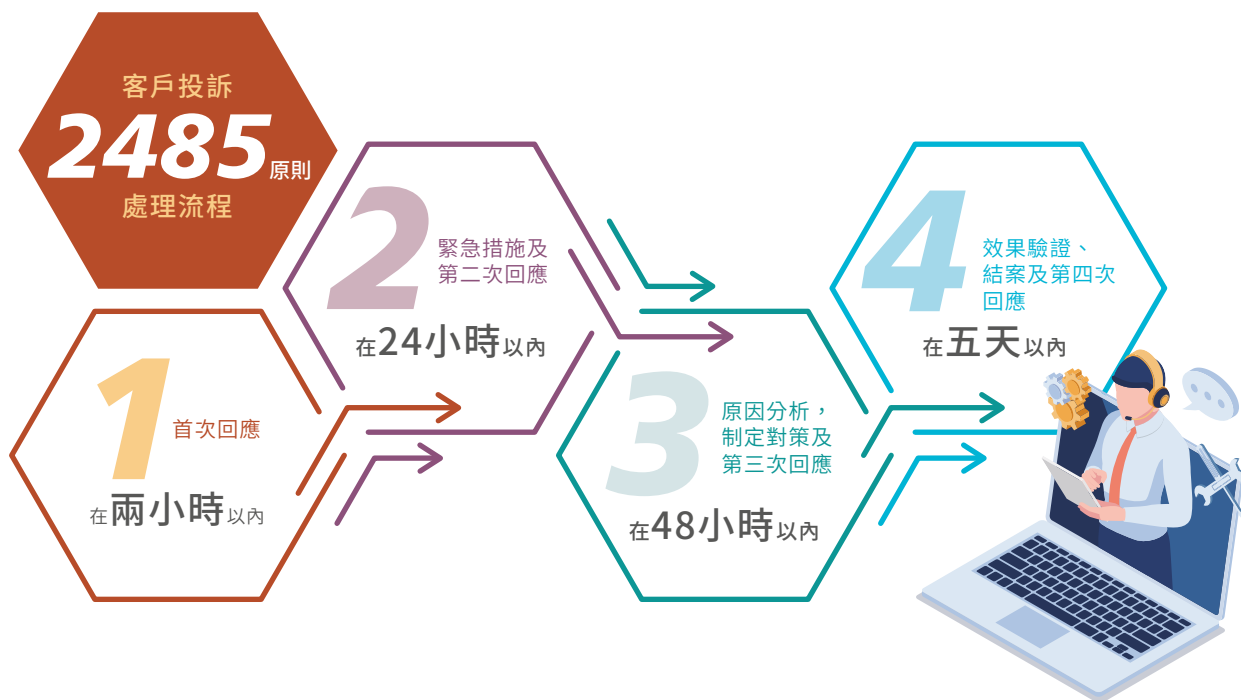 客戶投訴
2485原則
處理流程
1
首次回應
在兩小時以內
2
緊急措施及
第二次回應
在24小時以內
3
原因分析，
制定對策及
第三次回應
在48小時以內
4
效果驗證、
結案及第四次
回應
在五天以內